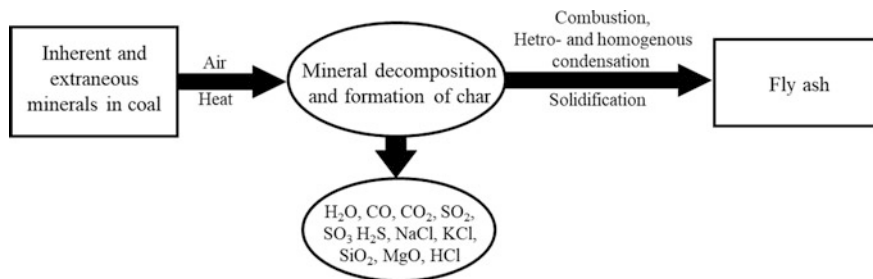 Inherent and
extraneous
minerals in coal
Air
Heat
Mineral decomposition
and formation of char
Combustion,
Hetro- and homogenous
condensation
Solidification
Fly ash
H₂O, CO, CO₂, SO₂,
SO₃ H₂S, NaCl, KCl,
SiO₂, MgO, HCl